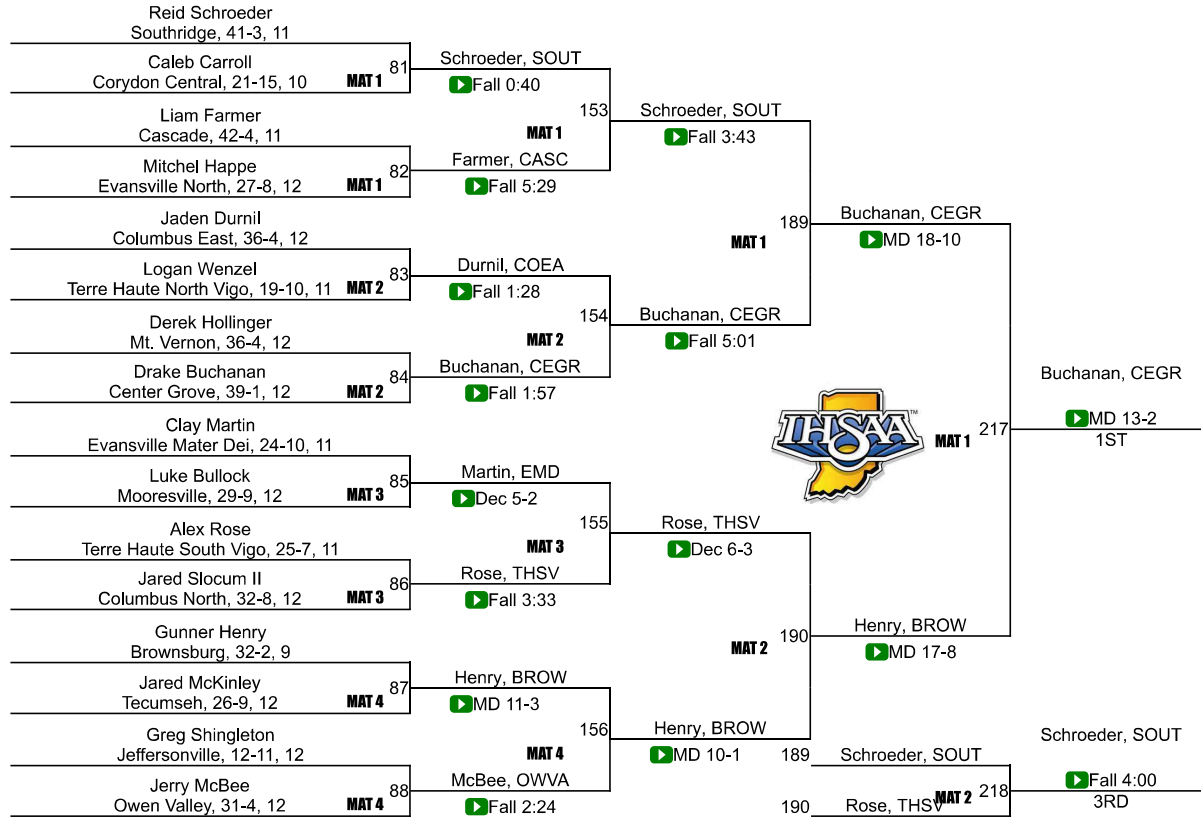 Reid Schroeder
Southridge, 41-3, 11
Caleb Carroll
Corydon Central, 21-15, 10
MAT 1
81
Liam Farmer
Cascade, 42-4, 11
Mitchel Happe
Evansville North, 27-8, 12
MAT 1
82
Jaden Durnil
Columbus East, 36-4, 12
Logan Wenzel
Terre Haute North Vigo, 19-10, 11
MAT 2
83
Derek Hollinger
Mt. Vernon, 36-4, 12
Drake Buchanan
Center Grove, 39-1, 12
MAT 2
84
Clay Martin
Evansville Mater Dei, 24-10, 11
Luke Bullock
Mooresville, 29-9, 12
MAT 3
85
Alex Rose
Terre Haute South Vigo, 25-7, 11
Jared Slocum II
Columbus North, 32-8, 12
MAT 3
86
Gunner Henry
Brownsburg, 32-2, 9
Jared McKinley
Tecumseh, 26-9, 12
MAT 4
87
Greg Shingleton
Jeffersonville, 12-11, 12
Jerry McBee
Owen Valley, 31-4, 12
MAT 4
88
Schroeder, SOUT
Fall 0:40
153
MAT 1
Farmer, CASC
Fall 5:29
Durnil, COEA
Fall 1:28
154
MAT 2
Buchanan, CEGR
Fall 1:57
Martin, EMD
Dec 5-2
155
MAT 3
Rose, THSV
Fall 3:33
Henry, BROW
MD 11-3
156
MAT 4
McBee, OWVA
Fall 2:24
Schroeder, SOUT
Fall 3:43
189
MAT 1
Buchanan, CEGR
Fall 5:01
Rose, THSV
Dec 6-3
190
MAT 2
Henry, BROW
MD 10-1
Buchanan, CEGR
MD 18-10
IHSAA™
MAT 1
217
Henry, BROW
MD 17-8
Buchanan, CEGR
MD 13-2
1ST
189
Schroeder, SOUT
MAT 2
218
190
Rose, THSV
Schroeder, SOUT
Fall 4:00
3RD